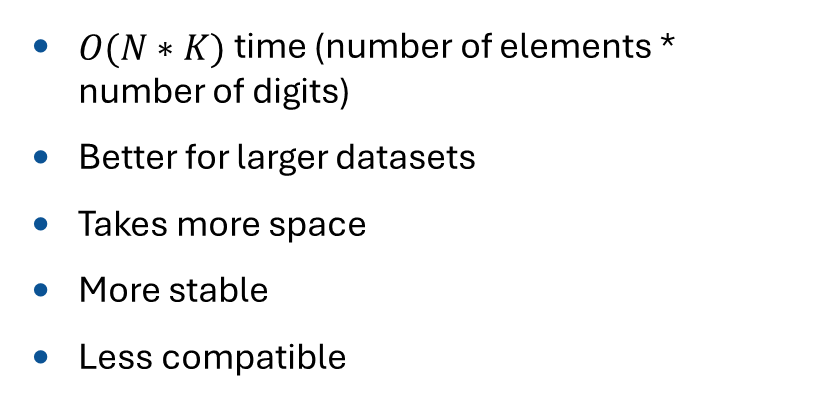 • O(N ∗ K) time (number of elements *
number of digits)
• Better for larger datasets
• Takes more space
• More stable
• Less compatible